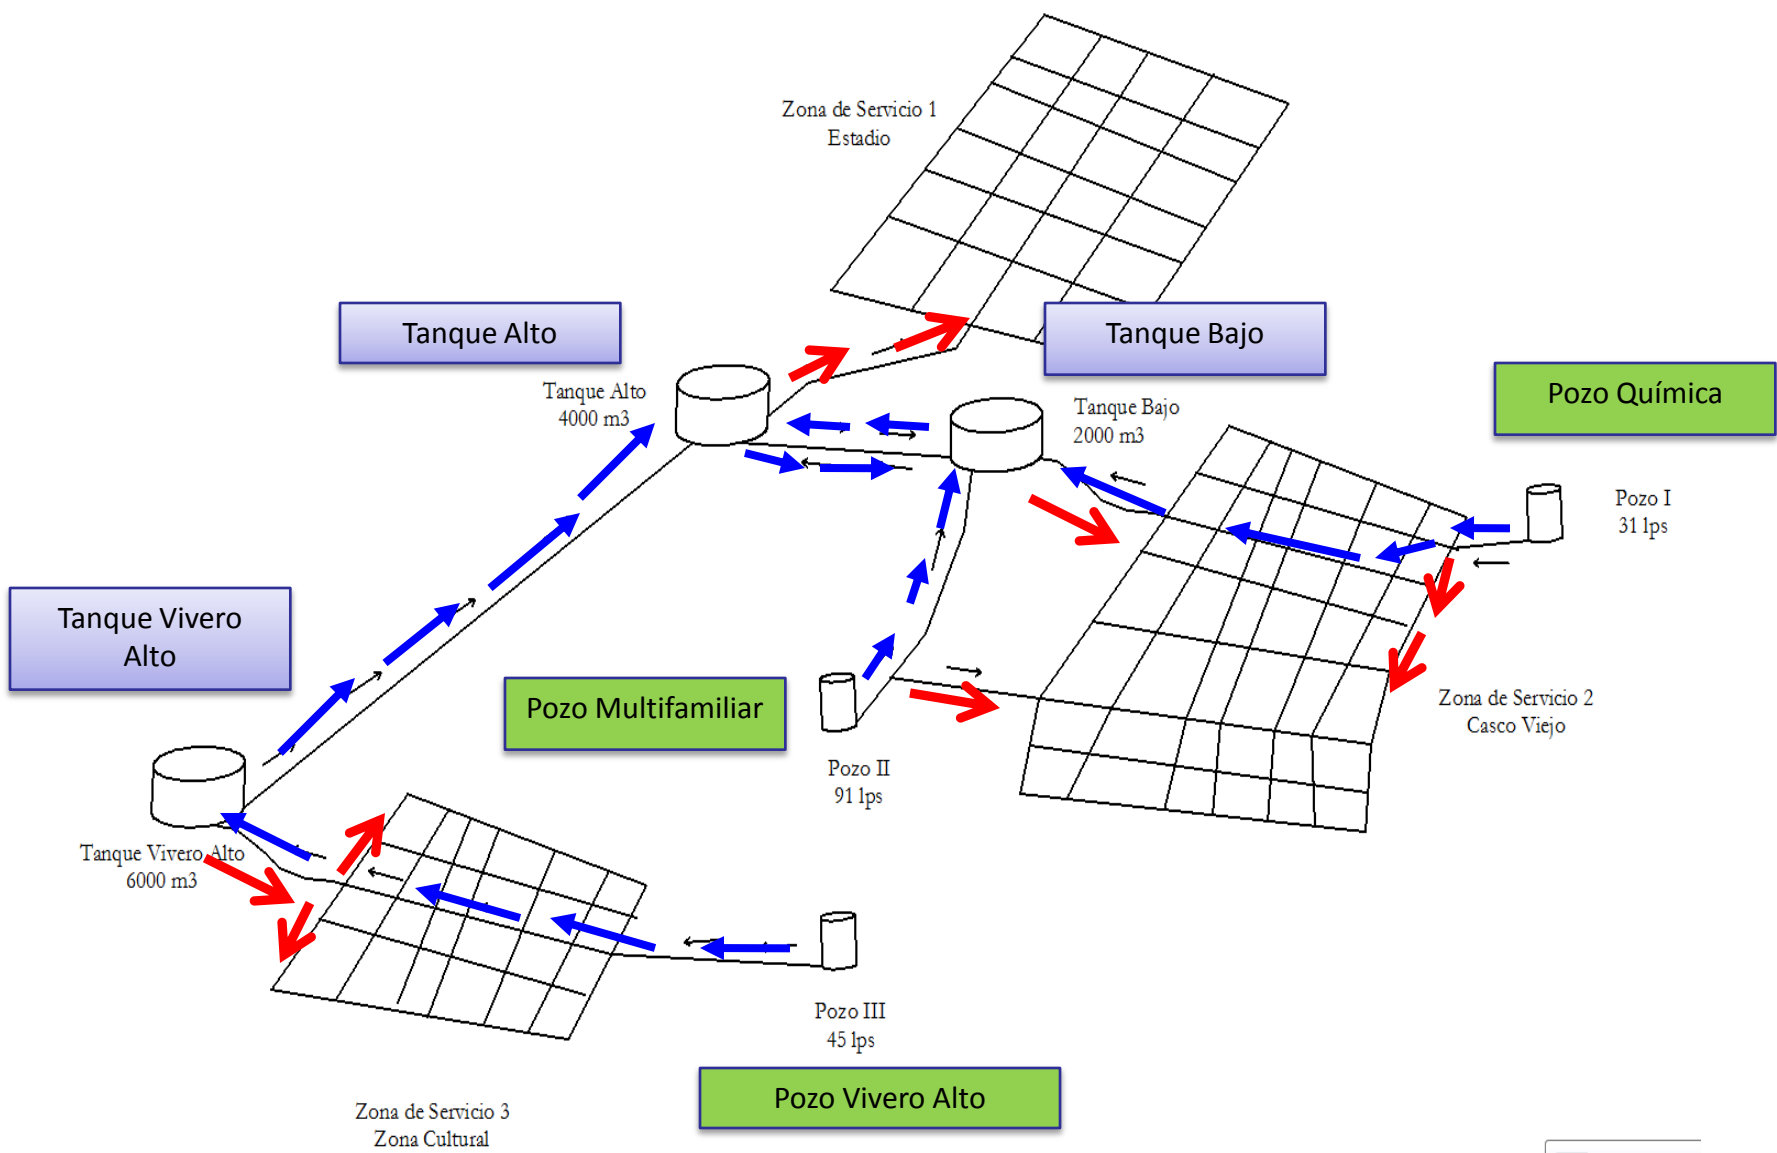 Zona de Servicio 1
Estadio
Tanque Alto
Tanque Bajo
Tanque Alto
4000 m3
Tanque Bajo
2000 m3
Pozo Química
Pozo I
31 lps
Tanque Vivero
Alto
Pozo Multifamiliar
Zona de Servicio 2
Casco Viejo
Pozo II
91 lps
Tanque Vivero Alto
6000 m3
Pozo III
45 lps
Pozo Vivero Alto
Zona de Servicio 3
Zona Cultural